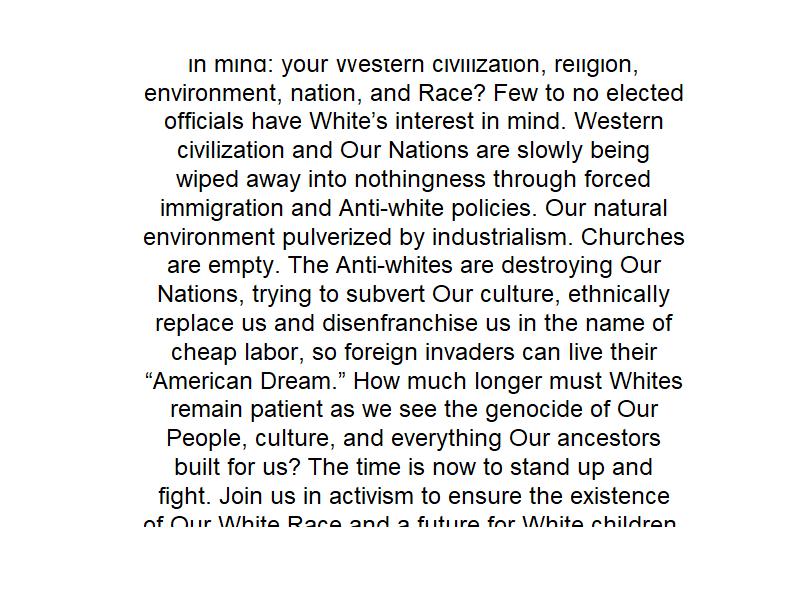 in mind: your Western civilization, religion,
environment, nation, and Race? Few to no elected
officials have White’s interest in mind. Western
civilization and Our Nations are slowly being
wiped away into nothingness through forced
immigration and Anti-white policies. Our natural
environment pulverized by industrialism. Churches
are empty. The Anti-whites are destroying Our
Nations, trying to subvert Our culture, ethnically
replace us and disenfranchise us in the name of
cheap labor, so foreign invaders can live their
“American Dream.” How much longer must Whites
remain patient as we see the genocide of Our
People, culture, and everything Our ancestors
built for us? The time is now to stand up and
fight. Join us in activism to ensure the existence
of Our White Race and a future for White children.